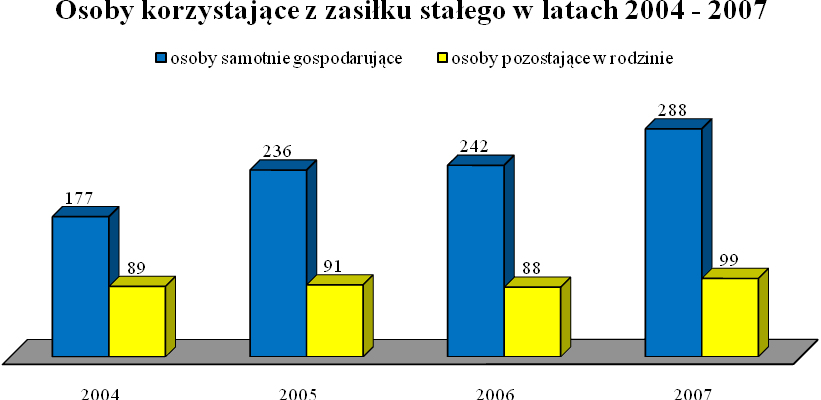 Osoby korzystające z zasiłku stałego w latach 2004 - 2007
osoby samotnie gospodarujące osoby pozostające w rodzinie
288
236
242
177
89
91
88
99
2004 2005 2006 2007